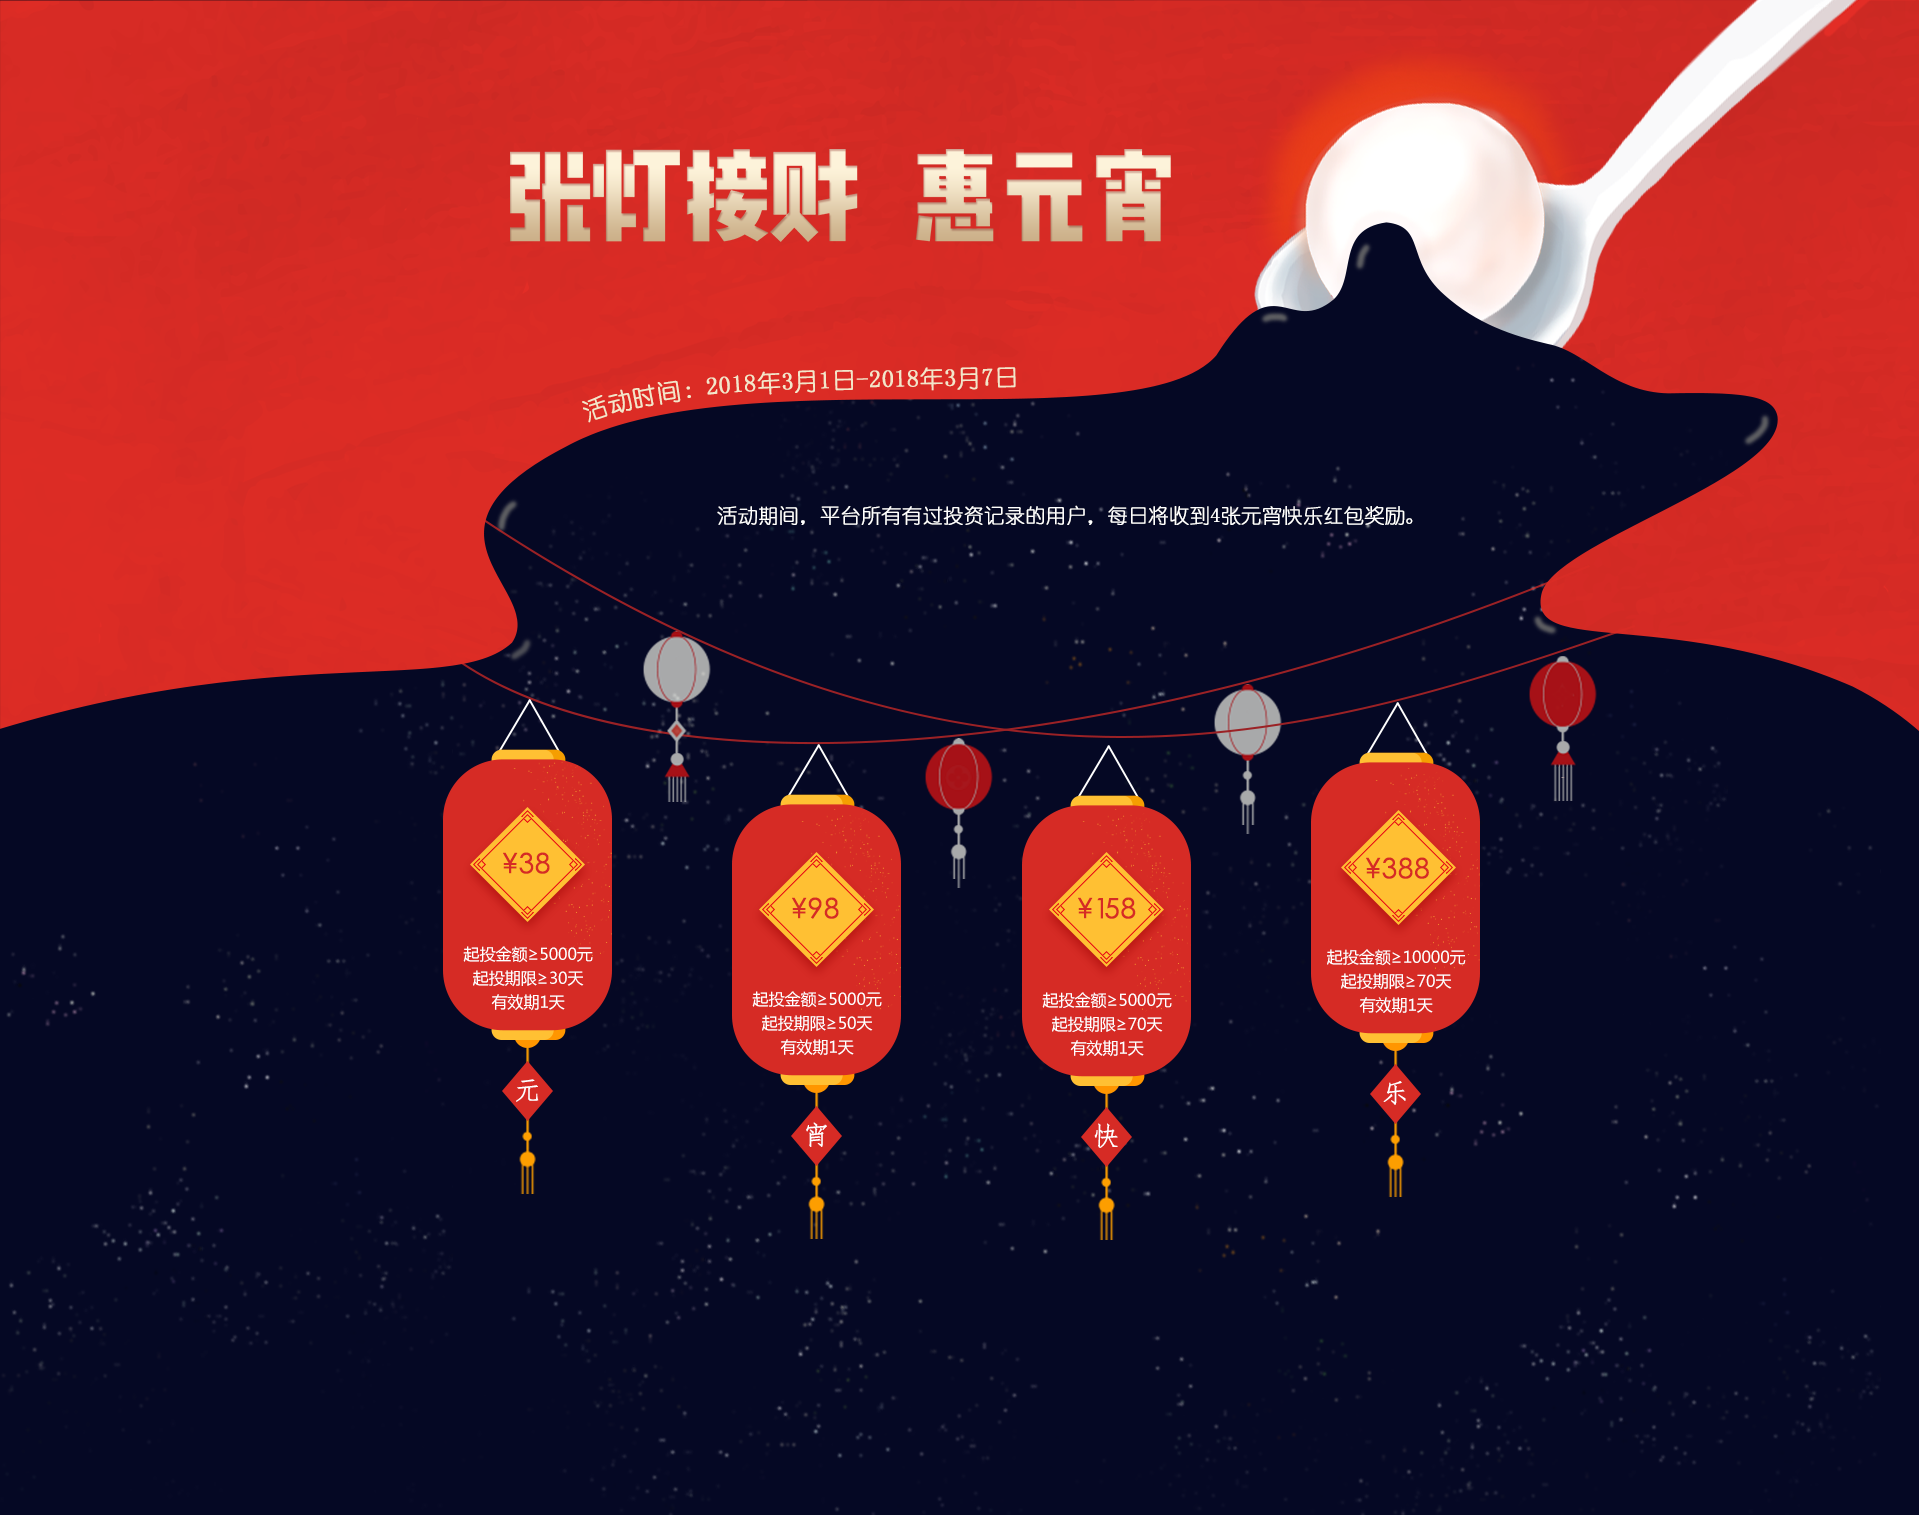 张灯接财 惠元宵
活动时间：2018年3月1日-2018年3月7日
活动期间，平台所有有过投资记录的用户，每日将收到4张元宵快乐红包奖励。
¥38
起投金额≥5000元
起投期限≥30天
有效期1天
元
¥98
起投金额≥5000元
起投期限≥50天
有效期1天
宵
¥158
起投金额≥5000元
起投期限≥70天
有效期1天
快
¥388
起投金额≥10000元
起投期限≥70天
有效期1天
乐